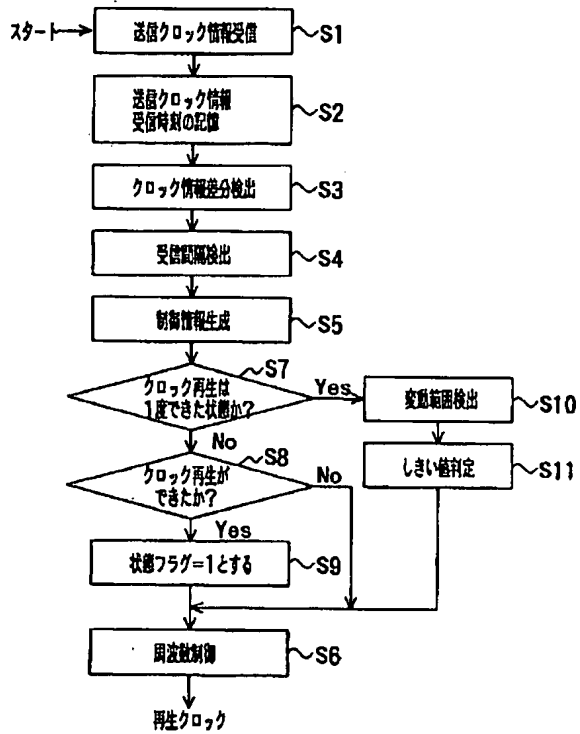 スタート
送信クロック情報受信
S1
送信クロック情報
受信時刻の記憶
S2
クロック情報差分検出
S3
受信間隔検出
S4
制御情報生成
S5
S7
クロック再生は
1度できた状態か?
Yes
変動範囲検出
S10
No
S8
クロック再生が
できたか?
No
しきい値判定
S11
Yes
状態フラグ=1とする
S9
周波数制御
S6
再生クロック